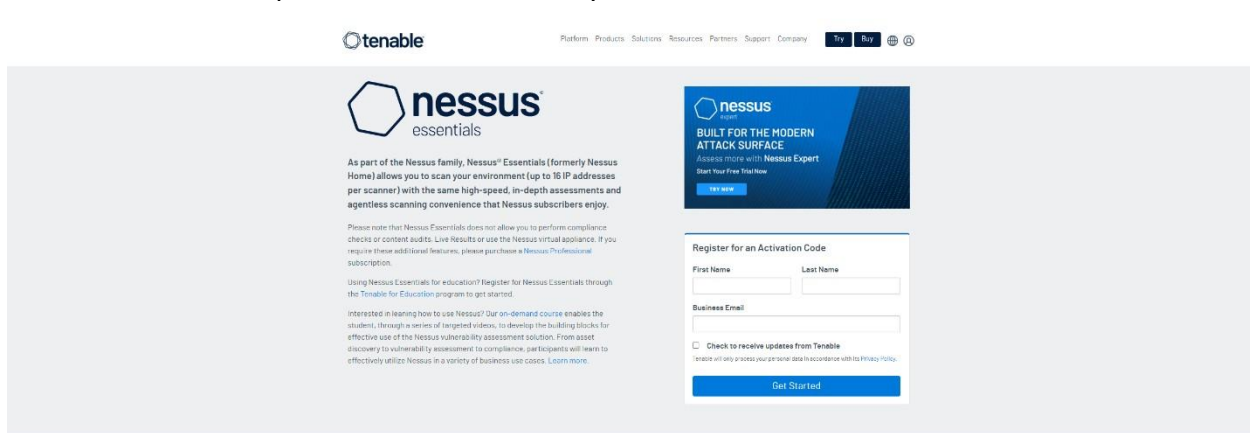 tenable
Platform Products Solutions Resources Partners Support Company Try Buy
nessus
essentials
As part of the Nessus family, Nessus® Essentials (formerly Nessus
Home) allows you to scan your environment (up to 16 IP addresses
per scanner) with the same high-speed, in-depth assessments and
agentless scanning convenience that Nessus subscribers enjoy.
Please note that Nessus Essentials does not allow you to perform compliance
checks or content audits. Live Results or use the Nessus virtual appliance. If you
require these additional features, please purchase a Nessus Professional
subscription.
Using Nessus Essentials for education? Register for Nessus Essentials through
the Tenable for Education program to get started.
Interested in leaning how to use Nessus? Our on-demand course enables the
student, through a series of targeted videos, to develop the building blocks for
effective use of the Nessus vulnerability assessment solution. From asset
discovery to vulnerability assessment to compliance, participants will learn to
effectively utilize Nessus in a variety of business use cases. Learn more.
nessus
expert
BUILT FOR THE MODERN
ATTACK SURFACE
Assess more with Nessus Expert
Start Your Free Trial Now
TRY NOW
Register for an Activation Code
First Name Last Name
Business Email
Check to receive updates from Tenable
Tenable will only process your personal data in accordance with its Privacy Policy.
Get Started